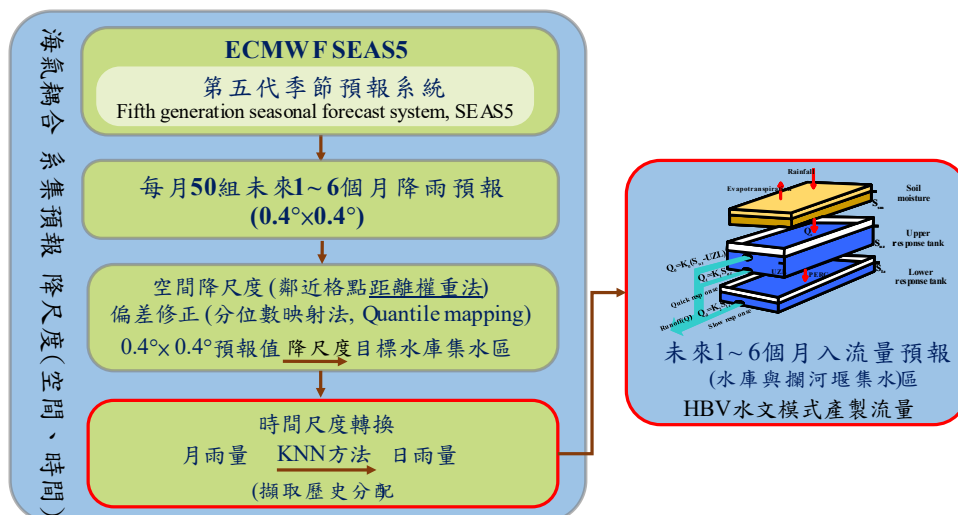 海氣耦合 系集預報 降尺度(空間、時間)
ECMWF SEAS5
第五代季節預報系統
Fifth generation seasonal forecast system, SEAS5
每月50組未來1~6個月降雨預報
(0.4°×0.4°)
空間降尺度(鄰近格點距離權重法)
偏差修正(分位數映射法, Quantile mapping)
0.4°×0.4°預報值 降尺度 目標水庫集水區
時間尺度轉換
月雨量 KNN方法 日雨量
(擷取歷史分配
Rainfall
Evapotranspiration
Soil
moisture
Upper
response tank
Lower
response tank
Quick response
Slow response
Runoff(Q)
UZL
PERC
未來1~6個月入流量預報
(水庫與攔河堰集水)區
HBV水文模式產製流量